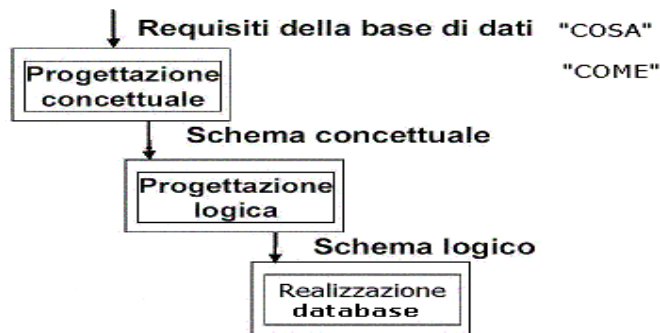 Requisiti della base di dati "COSA"
Progettazione
concettuale
"COME"
Schema concettuale
Progettazione
logica
Schema logico
Realizzazione
database